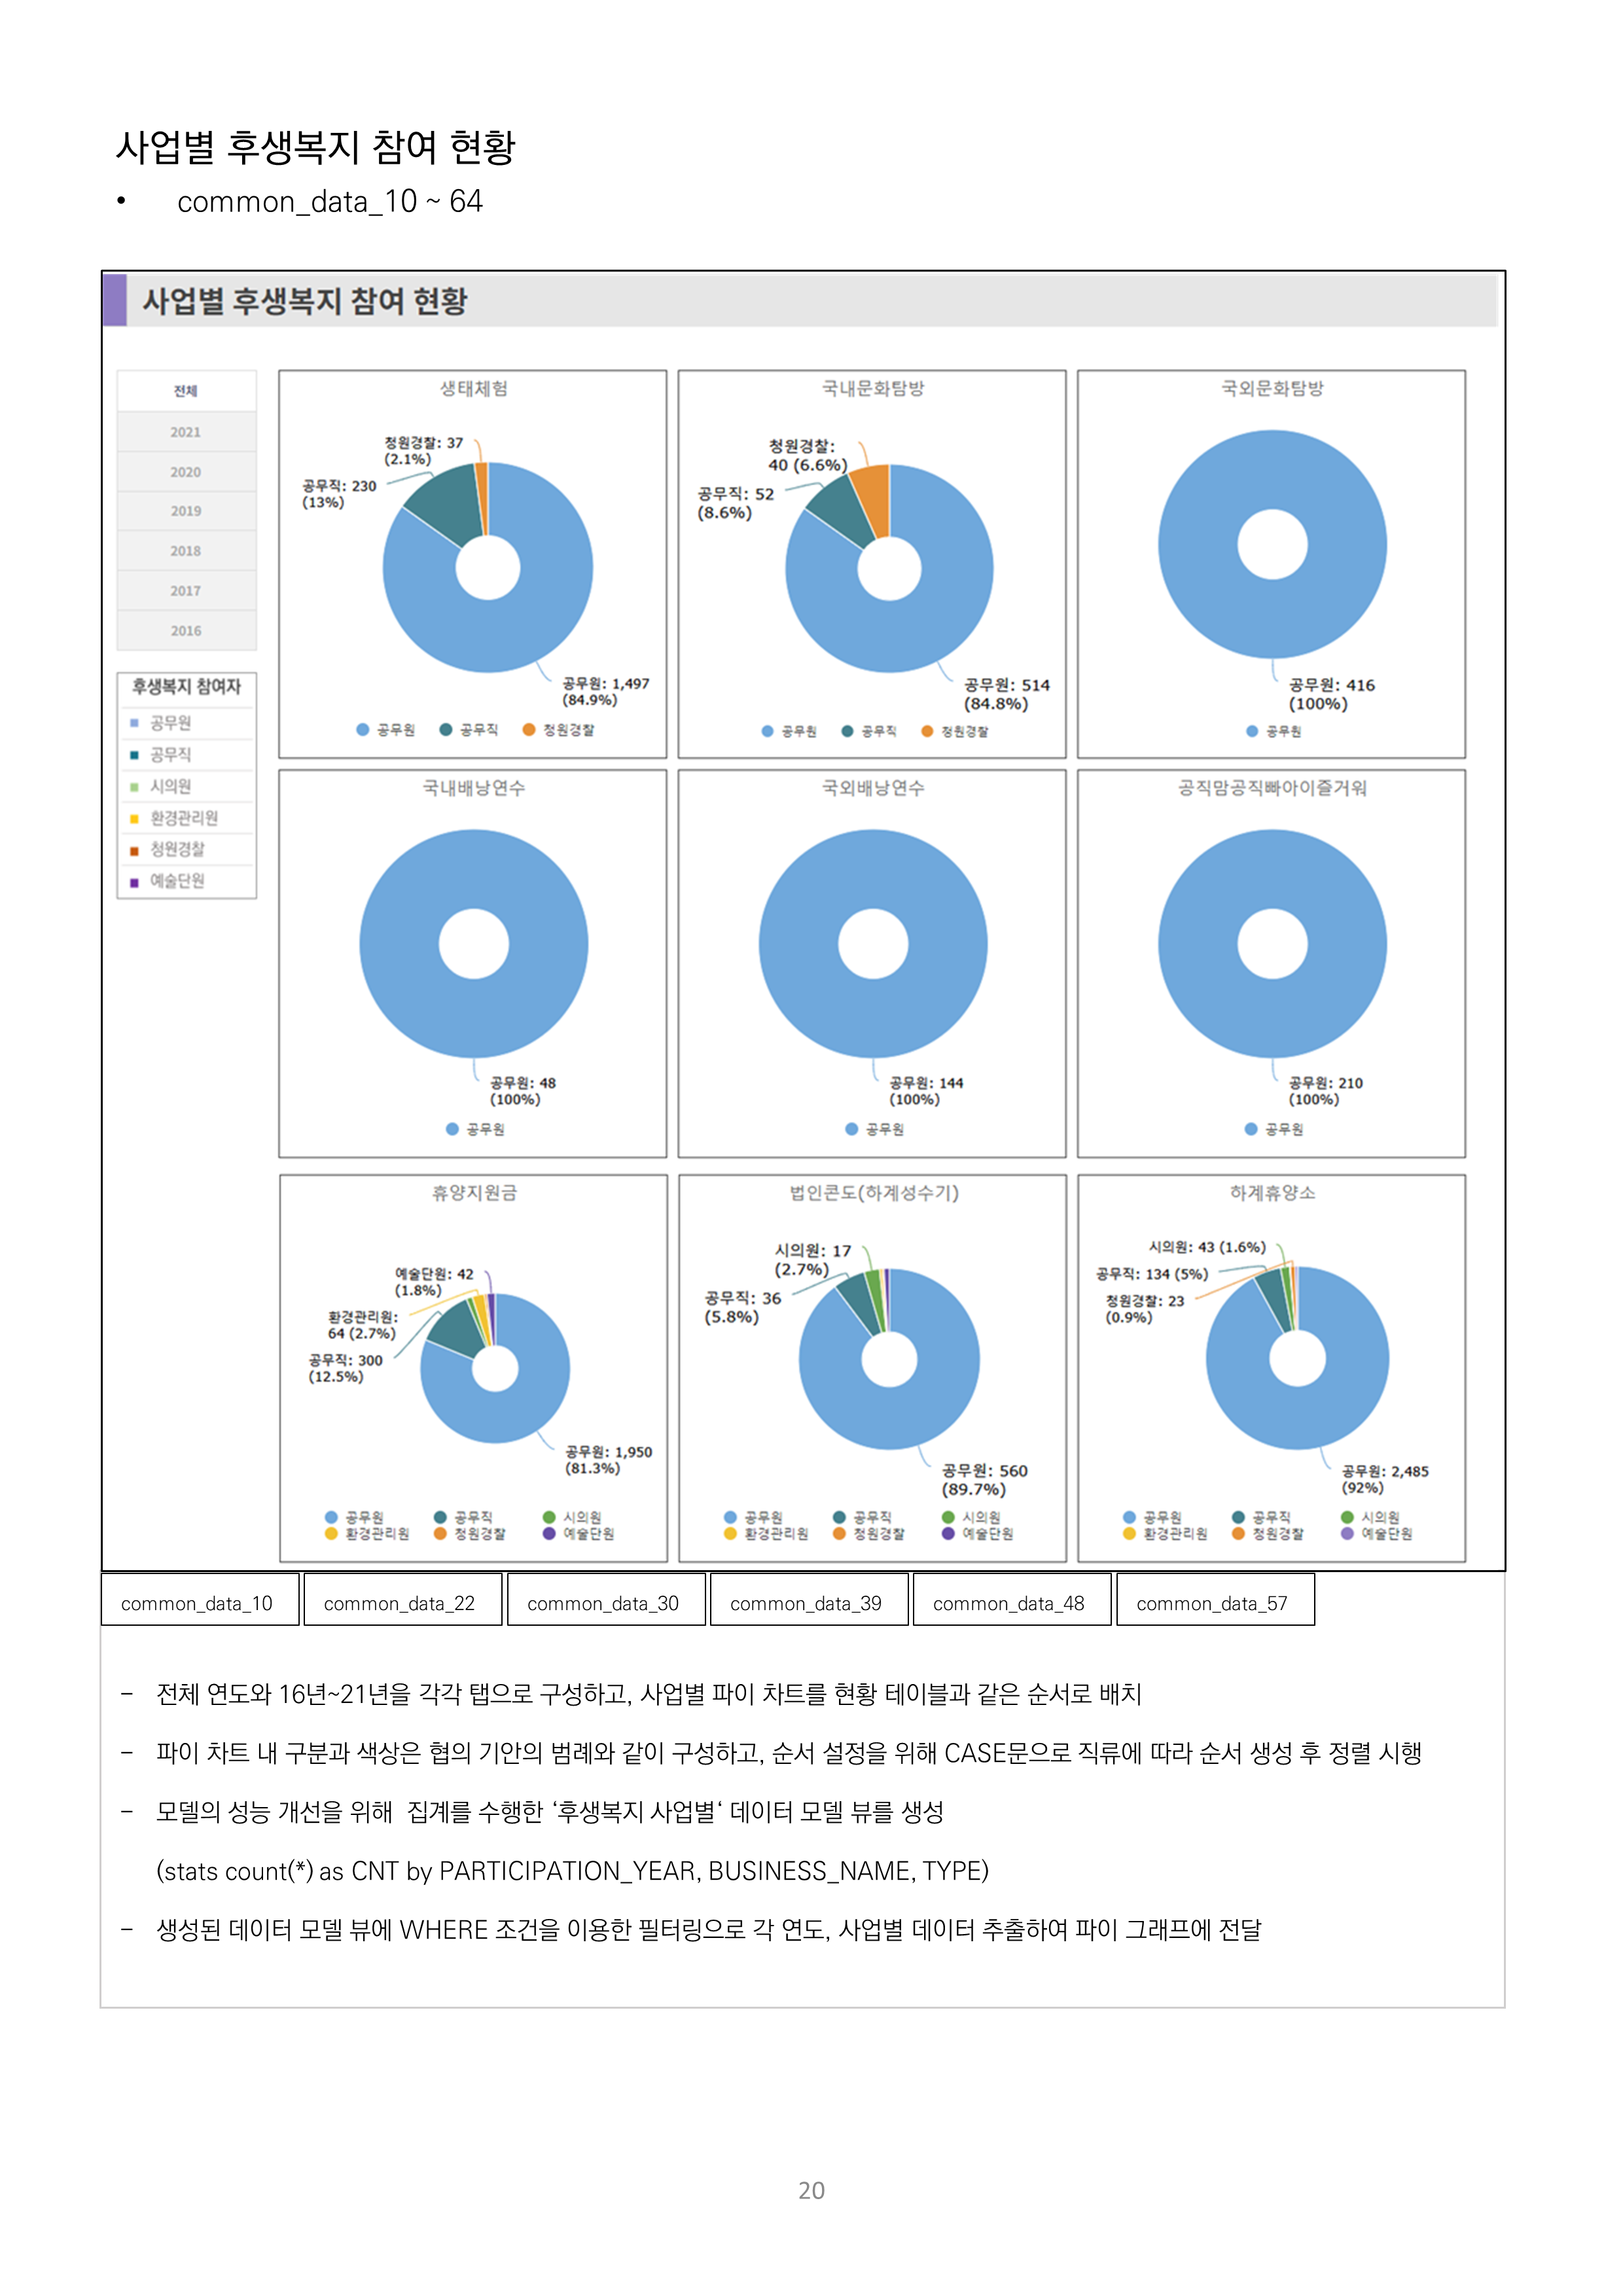 사업별 후생복지 참여 현황
• common_data_10 ~ 64
사업별 후생복지 참여 현황
전체
2021
2020
2019
2018
2017
2016
후생복지 참여자
공무원
공무직
시의원
환경관리원
청원경찰
예술단원
생태체험
청원경찰: 37
(2.1%)
공무직: 230
(13%)
공무원: 1,497
(84.9%)
공무원 공무직 청원경찰
국내문화탐방
청원경찰:
40 (6.6%)
공무직: 52
(8.6%)
공무원: 514
(84.8%)
공무원 공무직 청원경찰
국외문화탐방
공무원: 416
(100%)
공무원
국내배낭연수
공무원: 48
(100%)
공무원
국외배낭연수
공무원: 144
(100%)
공무원
공직맘공직빠아이즐거워
공무원: 210
(100%)
공무원
휴양지원금
예술단원: 42
(1.8%)
환경관리원:
64 (2.7%)
공무직: 300
(12.5%)
공무원: 1,950
(81.3%)
공무원 공무직 시의원
환경관리원 청원경찰 예술단원
법인콘도(하계성수기)
시의원: 17
(2.7%)
공무직: 36
(5.8%)
공무원: 560
(89.7%)
공무원 공무직 시의원
환경관리원 청원경찰 예술단원
하계휴양소
시의원: 43 (1.6%)
공무직: 134 (5%)
청원경찰: 23
(0.9%)
공무원: 2,485
(92%)
공무원 공무직 시의원
환경관리원 청원경찰 예술단원
common_data_10 common_data_22 common_data_30 common_data_39 common_data_48 common_data_57
– 전체 연도와 16년~21년을 각각 탭으로 구성하고, 사업별 파이 차트를 현황 테이블과 같은 순서로 배치
– 파이 차트 내 구분과 색상은 협의 기안의 범례와 같이 구성하고, 순서 설정을 위해 CASE문으로 직류에 따라 순서 생성 후 정렬 시행
– 모델의 성능 개선을 위해 집계를 수행한 ‘후생복지 사업별‘ 데이터 모델 뷰를 생성
(stats count(*) as CNT by PARTICIPATION_YEAR, BUSINESS_NAME, TYPE)
– 생성된 데이터 모델 뷰에 WHERE 조건을 이용한 필터링으로 각 연도, 사업별 데이터 추출하여 파이 그래프에 전달
20